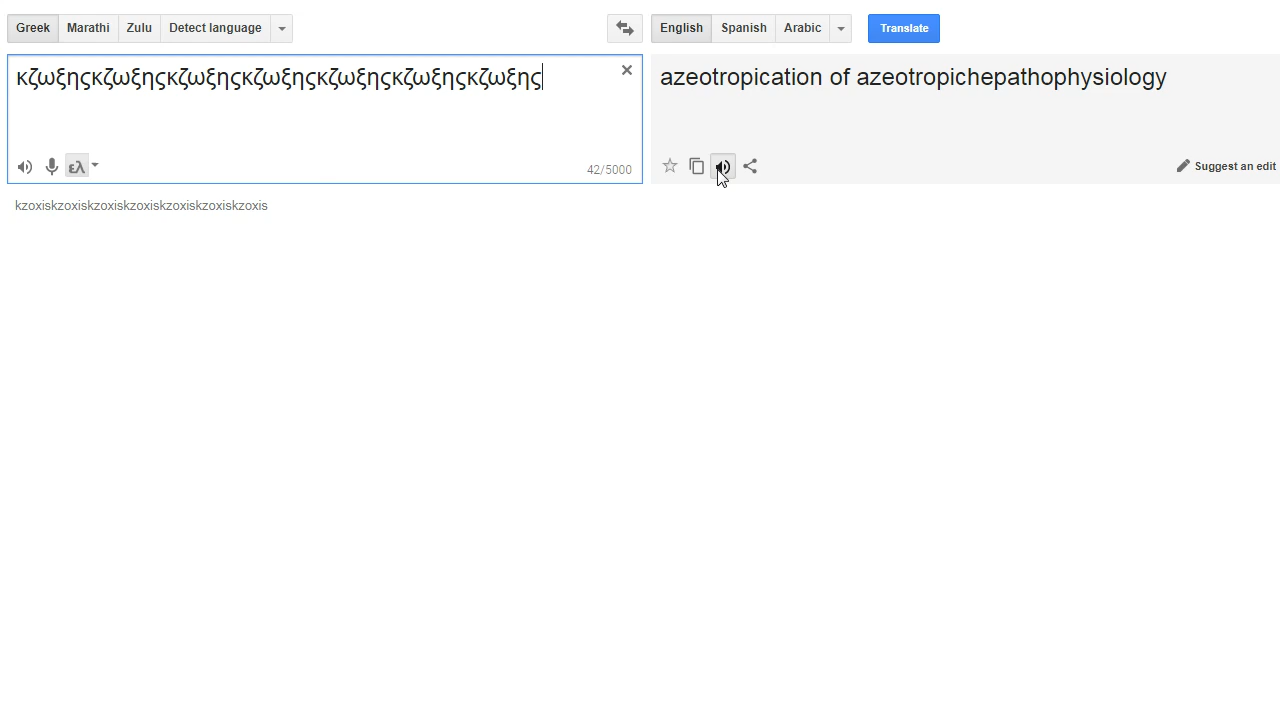 Greek Marathi Zulu Detect language English Spanish Arabic Translate
κζωξηςκζωξηςκζωξηςκζωξηςκζωξηςκζωξηςκζωξης azeotropication of azeotropichepathophysiology
ελ 42/5000 Suggest an edit
kzoxiskzoxiskzoxiskzoxiskzoxiskzoxiskzoxis